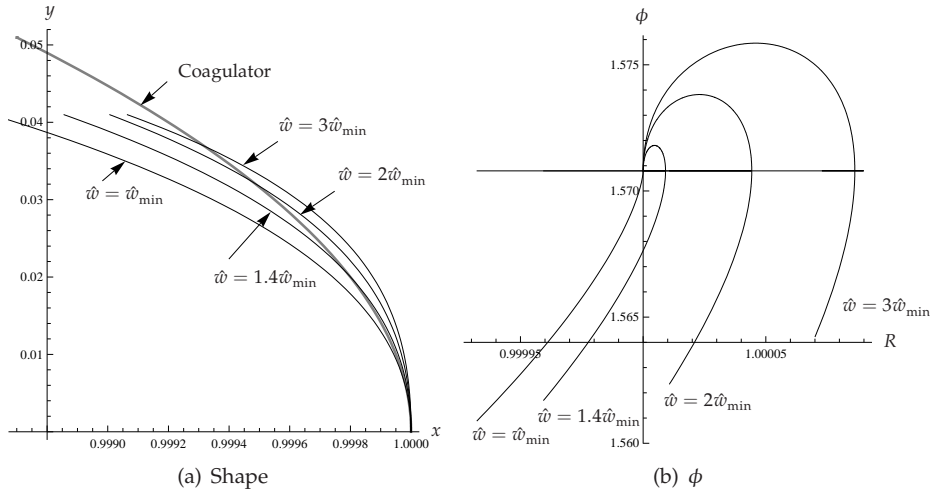 y
0.05
Coagulator
0.04
ŵ = 3ŵmin
ŵ = 2ŵmin
ŵ = ŵmin
0.03
ŵ = 1.4ŵmin
0.02
0.01
x
0.9990 0.9992 0.9994 0.9996 0.9998 1.0000
(a) Shape
ϕ
1.575
1.570
1.565
ŵ = 3ŵmin
R
0.99995 1.00005
ŵ = 2ŵmin
ŵ = 1.4ŵmin
ŵ = ŵmin
1.560
(b) ϕ